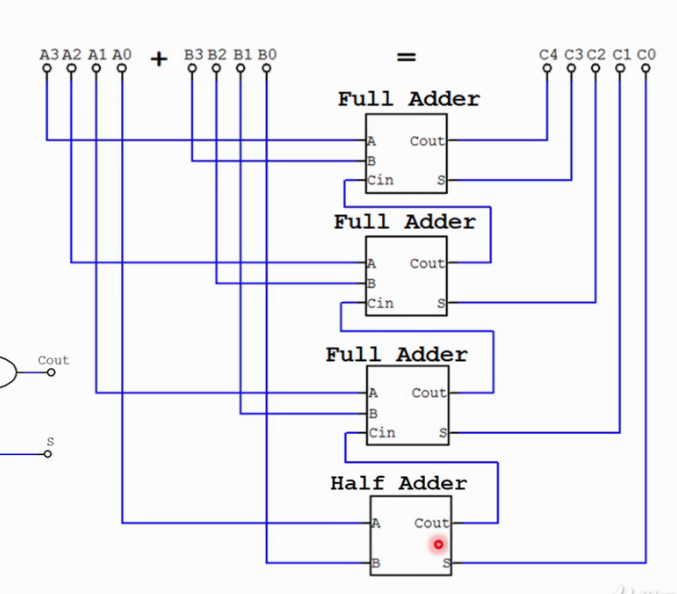 A3 A2 A1 A0 + B3 B2 B1 B0 = C4 C3 C2 C1 C0
Full Adder
A Cout
B
Cin S
Full Adder
A Cout
B
Cin S
Full Adder
Cout
A Cout
B
Cin S
S
Half Adder
A Cout
B S